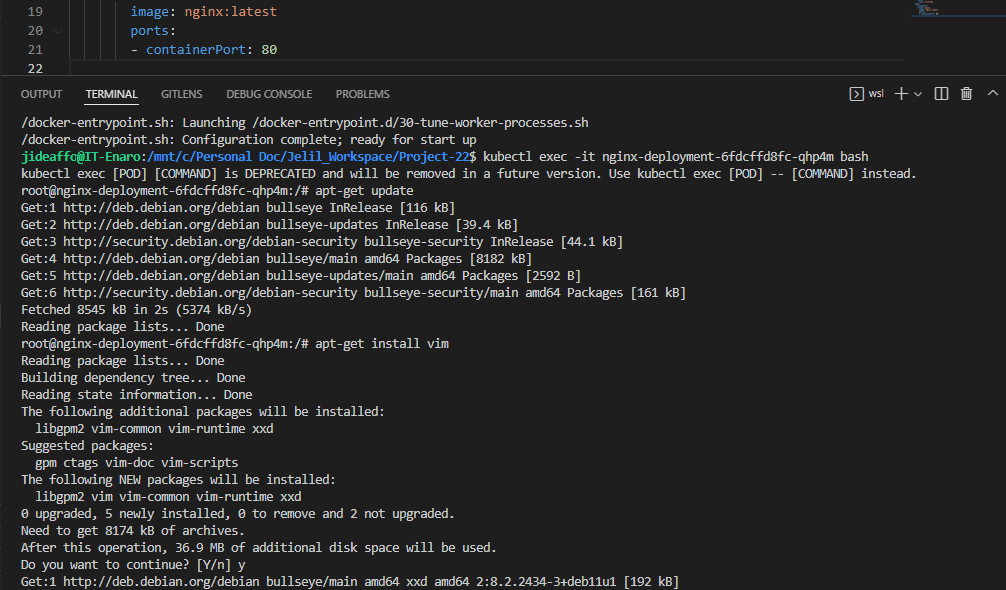 19 image: nginx:latest
20 ports:
21 - containerPort: 80
22
OUTPUT TERMINAL GITLENS DEBUG CONSOLE PROBLEMS wsl
/docker-entrypoint.sh: Launching /docker-entrypoint.d/30-tune-worker-processes.sh
/docker-entrypoint.sh: Configuration complete; ready for start up
jideaffo@IT-Enaro:/mnt/c/Personal Doc/Jelil_Workspace/Project-22$ kubectl exec -it nginx-deployment-6fdcffd8fc-qhp4m bash
kubectl exec [POD] [COMMAND] is DEPRECATED and will be removed in a future version. Use kubectl exec [POD] -- [COMMAND] instead.
root@nginx-deployment-6fdcffd8fc-qhp4m:/# apt-get update
Get:1 http://deb.debian.org/debian bullseye InRelease [116 kB]
Get:2 http://deb.debian.org/debian bullseye-updates InRelease [39.4 kB]
Get:3 http://security.debian.org/debian-security bullseye-security InRelease [44.1 kB]
Get:4 http://deb.debian.org/debian bullseye/main amd64 Packages [8182 kB]
Get:5 http://deb.debian.org/debian bullseye-updates/main amd64 Packages [2592 B]
Get:6 http://security.debian.org/debian-security bullseye-security/main amd64 Packages [161 kB]
Fetched 8545 kB in 2s (5374 kB/s)
Reading package lists... Done
root@nginx-deployment-6fdcffd8fc-qhp4m:/# apt-get install vim
Reading package lists... Done
Building dependency tree... Done
Reading state information... Done
The following additional packages will be installed:
libgpm2 vim-common vim-runtime xxd
Suggested packages:
gpm ctags vim-doc vim-scripts
The following NEW packages will be installed:
libgpm2 vim vim-common vim-runtime xxd
0 upgraded, 5 newly installed, 0 to remove and 2 not upgraded.
Need to get 8174 kB of archives.
After this operation, 36.9 MB of additional disk space will be used.
Do you want to continue? [Y/n] y
Get:1 http://deb.debian.org/debian bullseye/main amd64 xxd amd64 2:8.2.2434-3+deb11u1 [192 kB]